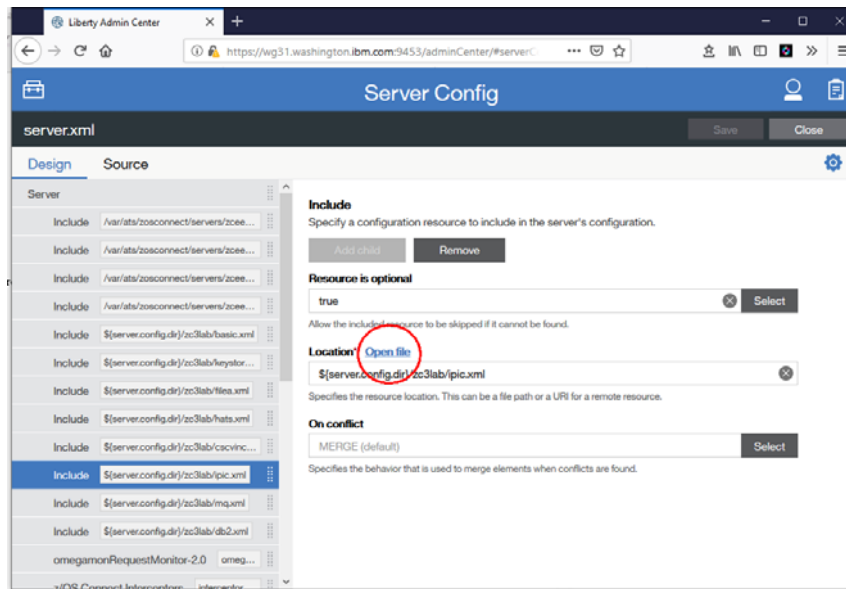 Liberty Admin Center
https://wg31.washington.ibm.com:9453/adminCenter/#server
Server Config
server.xml
Save
Close
Design
Source
Server
Include /var/ats/zosconnect/servers/zcee...
Include /var/ats/zosconnect/servers/zcee...
Include /var/ats/zosconnect/servers/zcee...
Include /var/ats/zosconnect/servers/zcee...
Include ${server.config.dir}/zc3lab/basic.xml
Include ${server.config.dir}/zc3lab/keystor...
Include ${server.config.dir}/zc3lab/filea.xml
Include ${server.config.dir}/zc3lab/hats.xml
Include ${server.config.dir}/zc3lab/cscvinc...
Include ${server.config.dir}/zc3lab/ipic.xml
Include ${server.config.dir}/zc3lab/mq.xml
Include ${server.config.dir}/zc3lab/db2.xml
omegamonRequestMonitor-2.0 omeg...
z/OS Connect Interceptors interceptor
Include
Specify a configuration resource to include in the server's configuration.
Add child
Remove
Resource is optional
true
Select
Allow the included resource to be skipped if it cannot be found.
Location* Open file
${server.config.dir}/zc3lab/ipic.xml
Specifies the resource location. This can be a file path or a URI for a remote resource.
On conflict
MERGE (default)
Select
Specifies the behavior that is used to merge elements when conflicts are found.